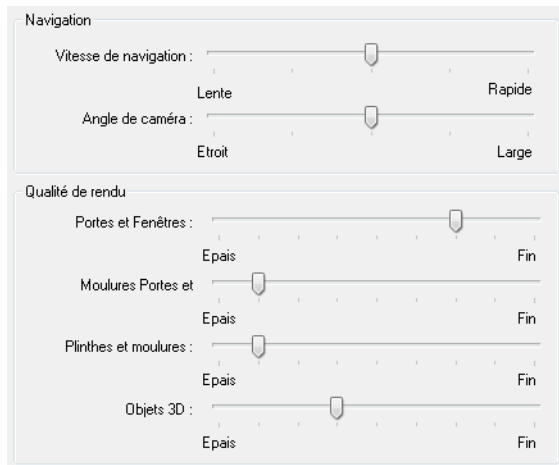 Navigation
Vitesse de navigation :
Lente Rapide
Angle de caméra :
Etroit Large
Qualité de rendu
Portes et Fenêtres :
Epais Fin
Moulures Portes et
Epais Fin
Plinthes et moulures :
Epais Fin
Objets 3D :
Epais Fin